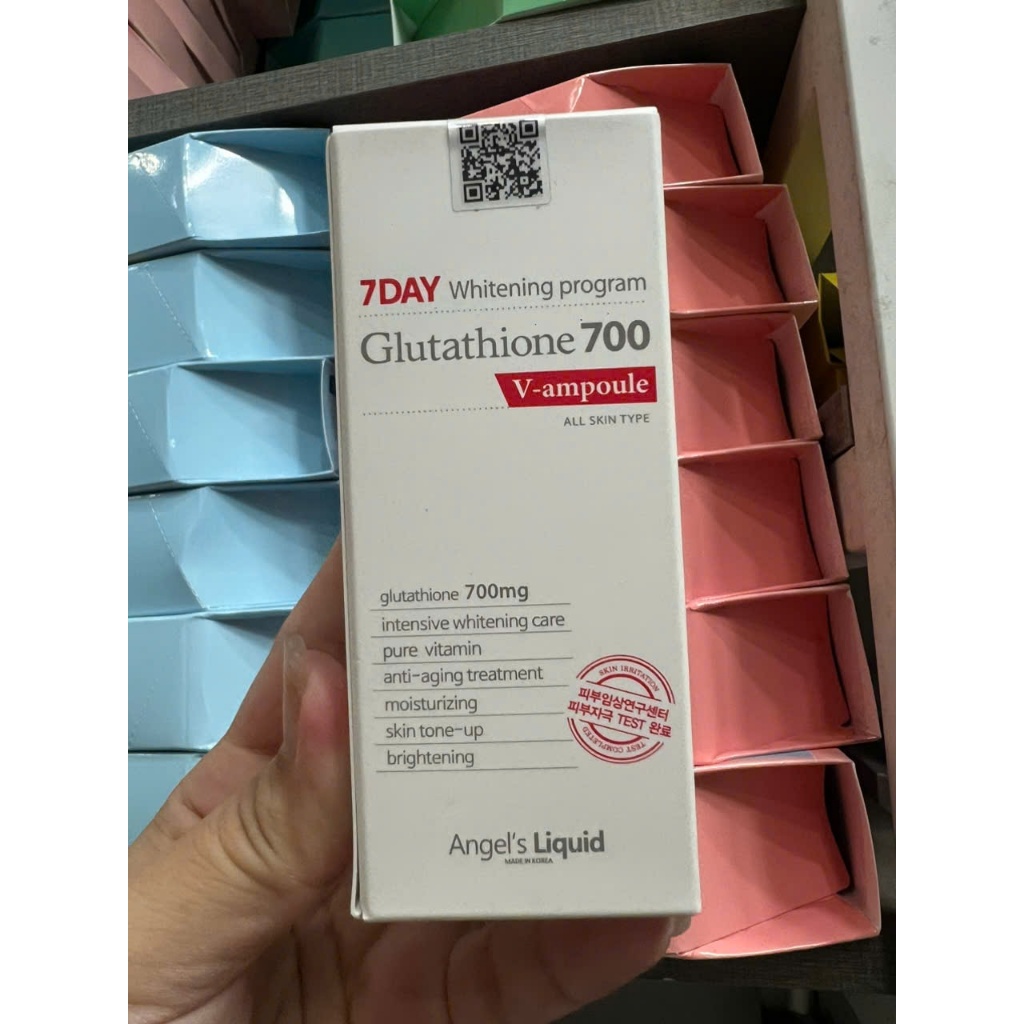 7DAY Whitening program
Glutathione 700
V-ampoule
ALL SKIN TYPE
glutathione 700mg
intensive whitening care
pure vitamin
anti-aging treatment
moisturizing
skin tone-up
brightening
SKIN IRRITATION
피부임상연구센터
피부자극 TEST 완료
TEST COMPLETED
Angel's Liquid
MADE IN KOREA